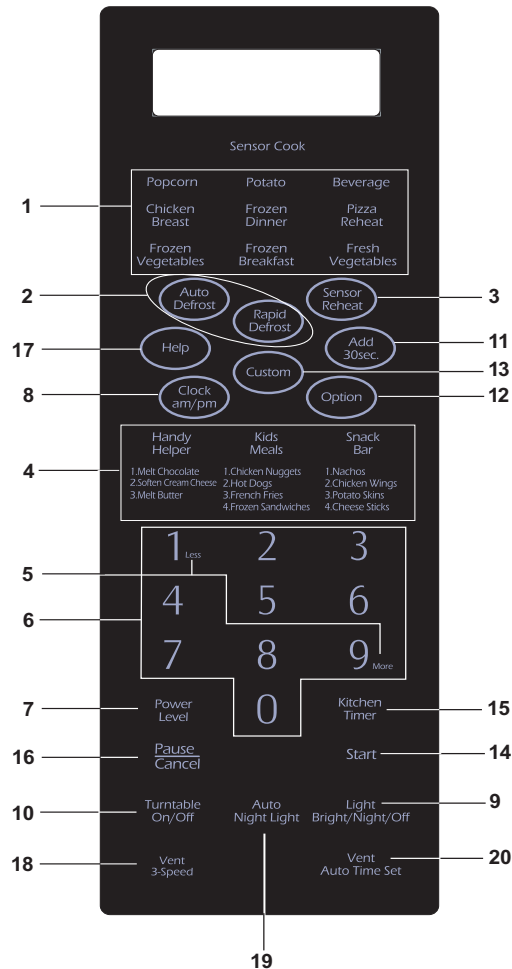 Sensor Cook
Popcorn Potato Beverage
1
Chicken Breast Frozen Dinner Pizza Reheat
Frozen Vegetables Frozen Breakfast Fresh Vegetables
2
Auto
Defrost
Rapid
Defrost
Sensor
Reheat
3
17
Help
Add
30sec.
11
Custom
13
8
Clock
am/pm
Option
12
4
Handy
Helper
1.Melt Chocolate
2.Soften Cream Cheese
3.Melt Butter
Kids
Meals
1.Chicken Nuggets
2.Hot Dogs
3.French Fries
4.Frozen Sandwiches
Snack
Bar
1.Nachos
2.Chicken Wings
3.Potato Skins
4.Cheese Sticks
1 Less 2 3
5
4 5 6
6
7 8 9 More
0
7
Power
Level
Kitchen
Timer
15
16
Pause
Cancel
Start
14
10
Turntable
On/Off
Auto
Night Light
Light
Bright/Night/Off
9
18
Vent
3-Speed
Vent
Auto Time Set
20
19